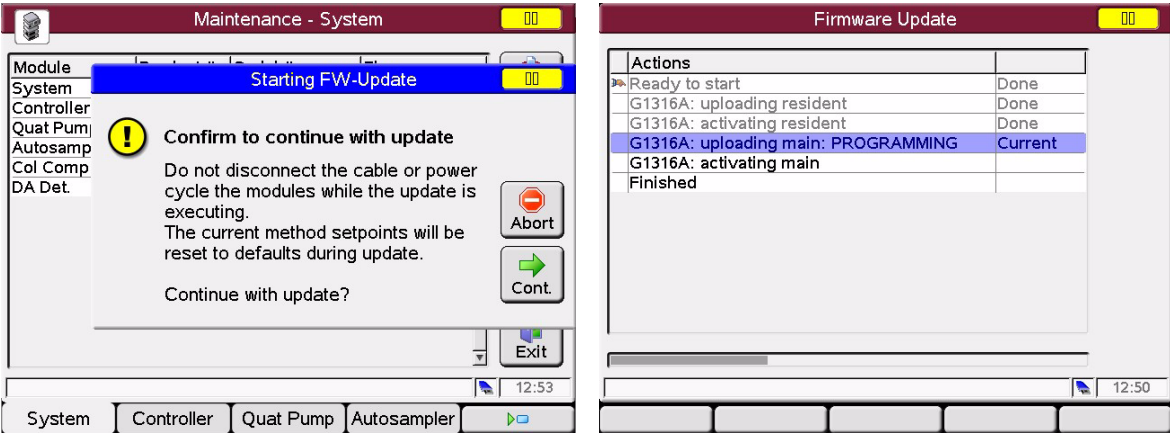 Maintenance - System
Module
System
Controller
Quat Pum
Autosamp
Col Comp
DA Det.
Starting FW-Update
!
Confirm to continue with update
Do not disconnect the cable or power
cycle the modules while the update is
executing.
The current method setpoints will be
reset to defaults during update.
Continue with update?
Abort
Cont.
Exit
12:53
System
Controller
Quat Pump
Autosampler
Firmware Update
Actions
Ready to start Done
G1316A: uploading resident Done
G1316A: activating resident Done
G1316A: uploading main: PROGRAMMING Current
G1316A: activating main
Finished
12:50